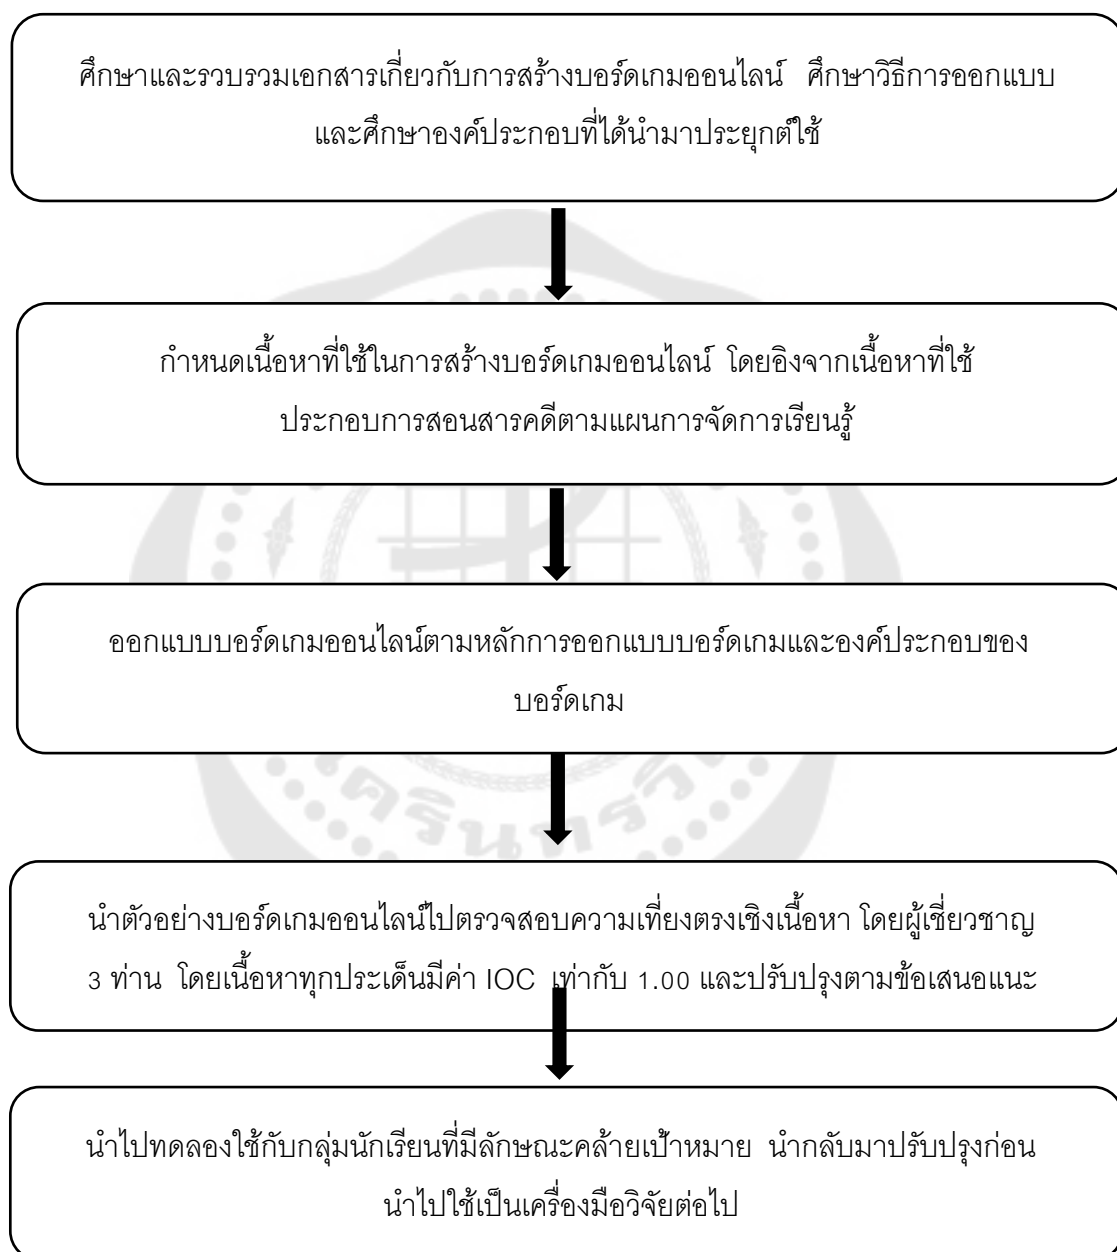 ศึกษาและรวบรวมเอกสารเกี่ยวกับการสร้างบอร์ดเกมออนไลน์ ศึกษาวิธีการออกแบบ
และศึกษาองค์ประกอบที่ได้นำมาประยุกต์ใช้
กำหนดเนื้อหาที่ใช้ในการสร้างบอร์ดเกมออนไลน์ โดยอิงจากเนื้อหาที่ใช้
ประกอบการสอนสารคดีตามแผนการจัดการเรียนรู้
ออกแบบบอร์ดเกมออนไลน์ตามหลักการออกแบบบอร์ดเกมและองค์ประกอบของ
บอร์ดเกม
นำตัวอย่างบอร์ดเกมออนไลน์ไปตรวจสอบความเที่ยงตรงเชิงเนื้อหา โดยผู้เชี่ยวชาญ
3 ท่าน โดยเนื้อหาทุกประเด็นมีค่า IOC เท่ากับ 1.00 และปรับปรุงตามข้อเสนอแนะ
นำไปทดลองใช้กับกลุ่มนักเรียนที่มีลักษณะคล้ายเป้าหมาย นำกลับมาปรับปรุงก่อน
นำไปใช้เป็นเครื่องมือวิจัยต่อไป